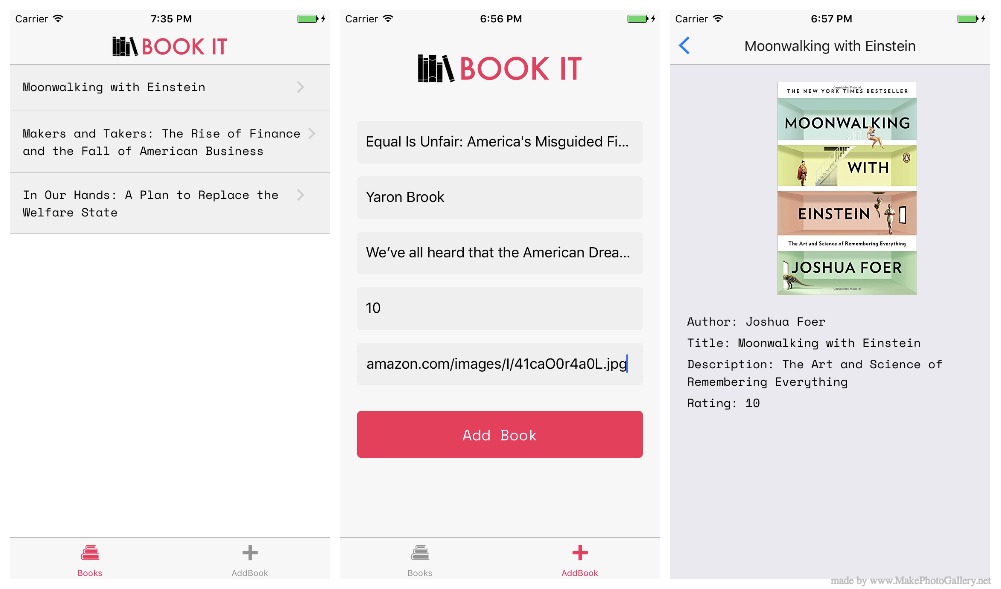 Carrier 7:35 PM
BOOK IT
Moonwalking with Einstein
Makers and Takers: The Rise of Finance
and the Fall of American Business
In Our Hands: A Plan to Replace the
Welfare State
Books
AddBook
Carrier 6:56 PM
BOOK IT
Equal Is Unfair: America's Misguided Fi...
Yaron Brook
We've all heard that the American Drea...
10
amazon.com/images/I/41caO0r4a0L.jpg
Add Book
Books
AddBook
Carrier 6:57 PM
Moonwalking with Einstein
THE NEW YORK TIMES BESTSELLER
MOONWALKING
WITH
EINSTEIN
The Art and Science of Remembering Everything
JOSHUA FOER
Author: Joshua Foer
Title: Moonwalking with Einstein
Description: The Art and Science of
Remembering Everything
Rating: 10
made by www.MakePhotoGallery.net